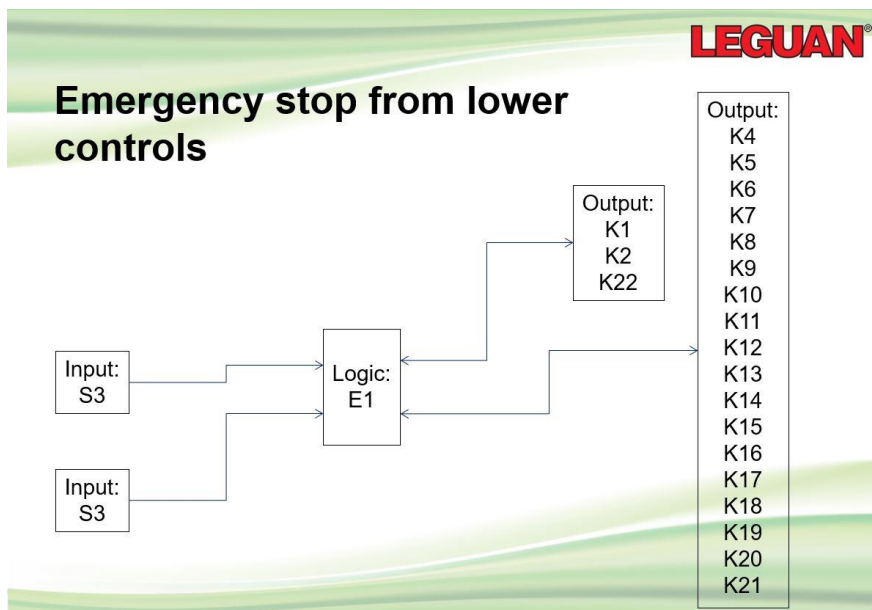 LEGUAN®
Emergency stop from lower
controls
Input:
S3
Input:
S3
Logic:
E1
Output:
K1
K2
K22
Output:
K4
K5
K6
K7
K8
K9
K10
K11
K12
K13
K14
K15
K16
K17
K18
K19
K20
K21